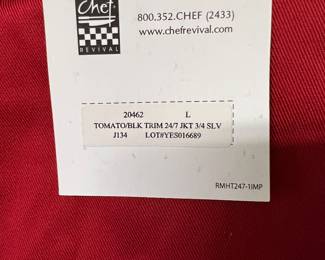 Chef
REVIVAL
800.352.CHEF (2433)
www.chefrevival.com
20462 L
TOMATO/BLK TRIM 24/7 JKT 3/4 SLV
J134 LOT#YES016689
RMHT247-1IMP